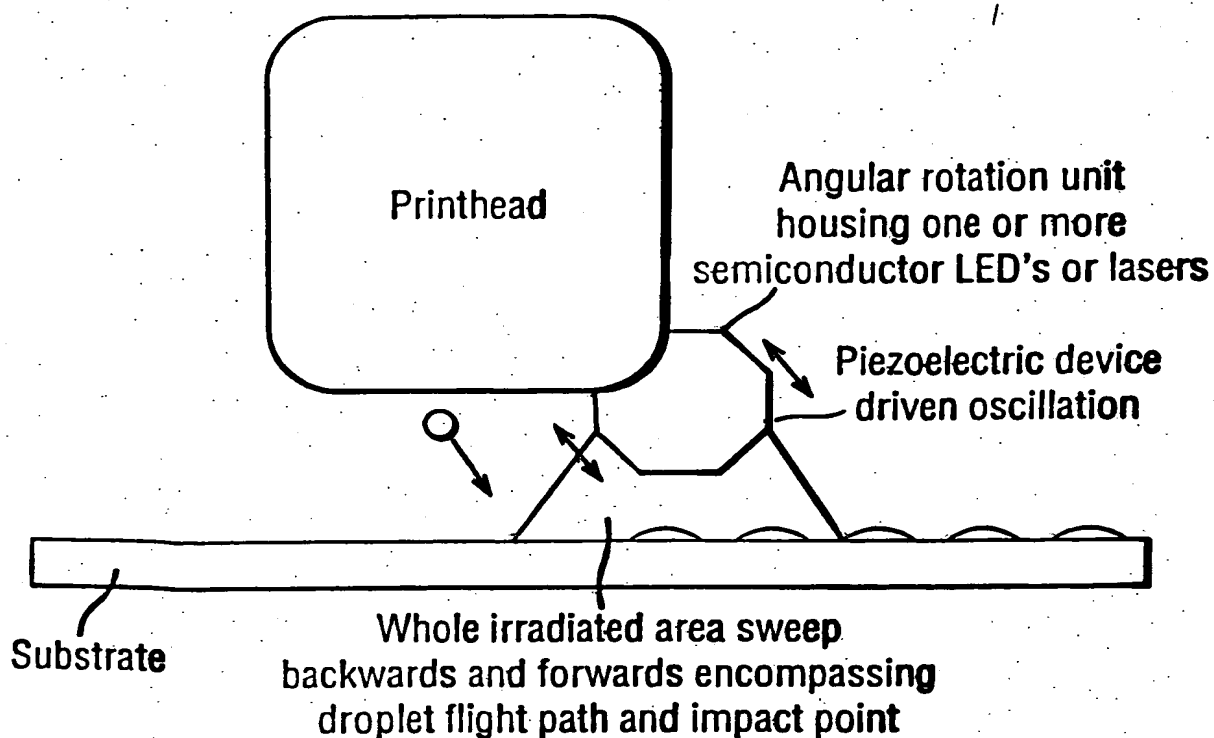 Printhead
Angular rotation unit
housing one or more
semiconductor LED's or lasers
Piezoelectric device
driven oscillation
Substrate
Whole irradiated area sweep
backwards and forwards encompassing
droplet flight path and impact point